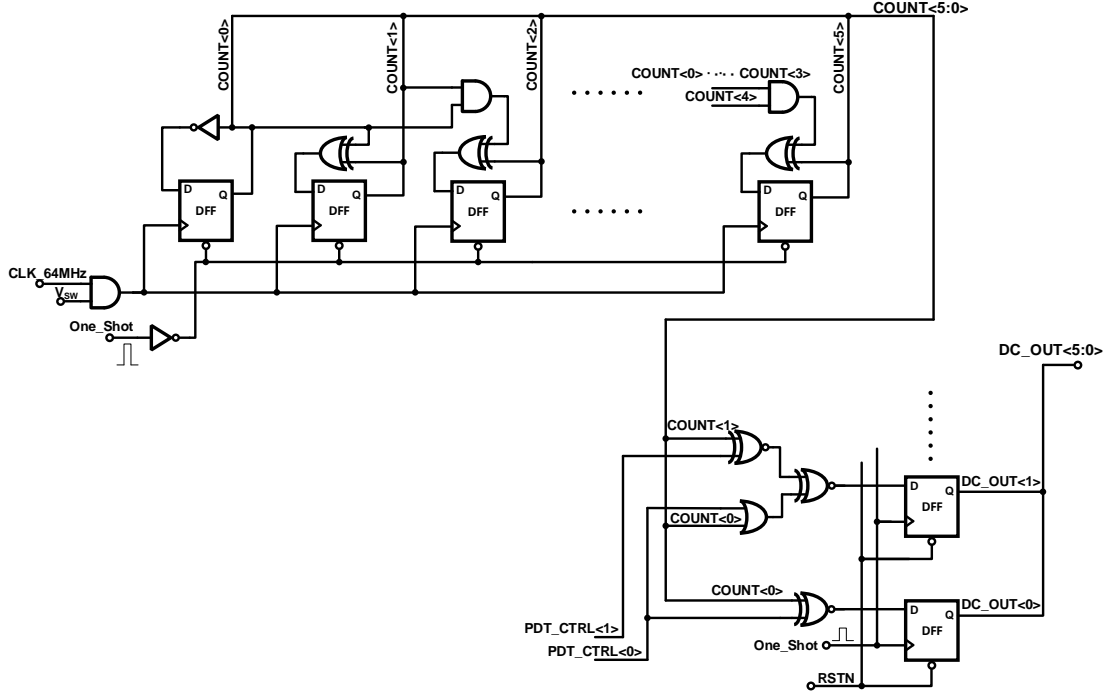 COUNT<5:0>
COUNT<0>
COUNT<1>
COUNT<2>
COUNT<5>
COUNT<0> ····· COUNT<3>
COUNT<4>
D Q
DFF
D Q
DFF
D Q
DFF
D Q
DFF
CLK_64MHz
VSW
One_Shot
DC_OUT<5:0>
COUNT<1>
COUNT<0>
D Q
DFF
DC_OUT<1>
COUNT<0>
D Q
DFF
DC_OUT<0>
PDT_CTRL<1>
PDT_CTRL<0>
One_Shot
RSTN